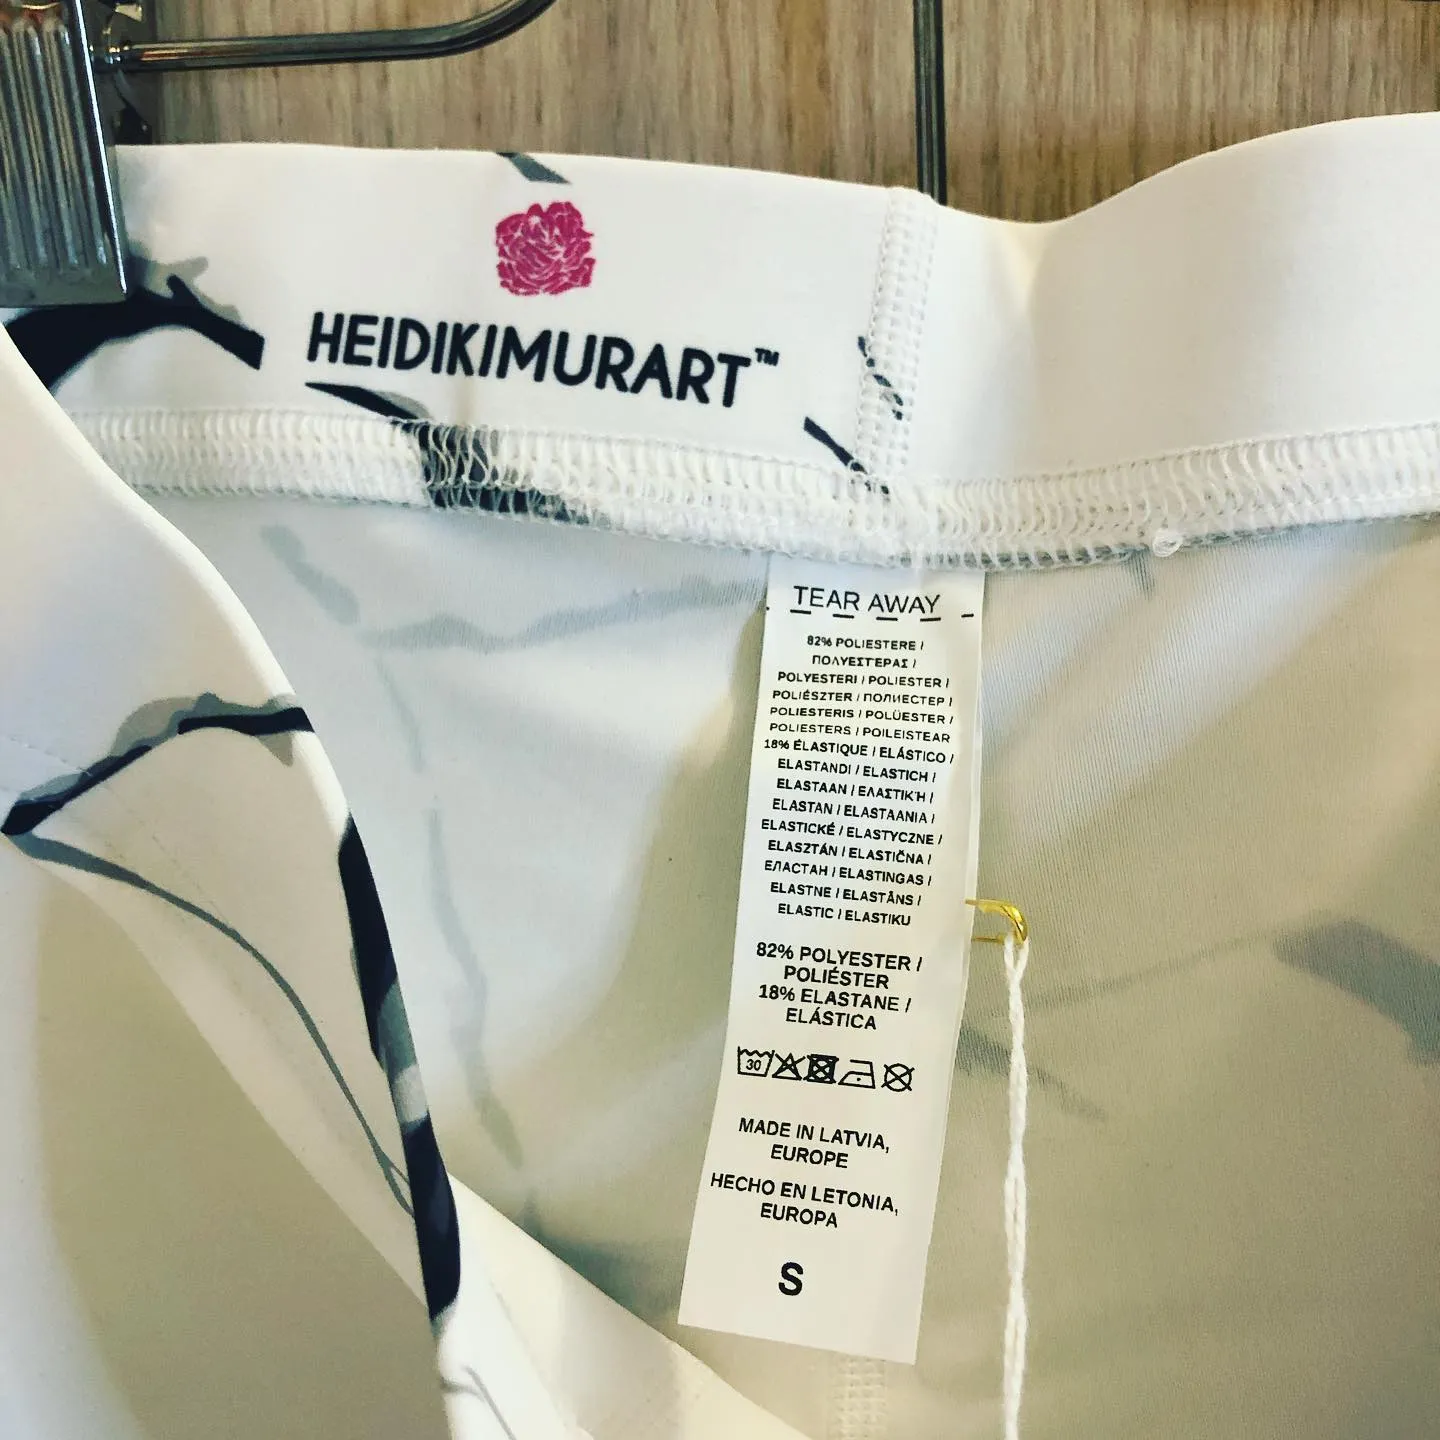 HEIDIKIMURART™
TEAR AWAY
82% POLIESTERE /
ΠΟΛΥΕΣΤΕΡΑΣ /
POLYESTERI / POLIESTER /
POLIÉSZTER / ПОЛИЕСТЕР /
POLIESTERIS / POLÜESTER /
POLIESTERS / POILEISTEAR
18% ÉLASTIQUE / ELÁSTICO /
ELASTANDI / ELASTICH /
ELASTAAN / ΕΛΑΣΤΙΚΉ /
ELASTAN / ELASTAANIA /
ELASTICKÉ / ELASTYCZNE /
ELASZTÁN / ELASTIČNA /
ЕЛАСТАН / ELASTINGAS /
ELASTNE / ELASTĀNS /
ELASTIC / ELASTIKU
82% POLYESTER /
POLIÉSTER
18% ELASTANE /
ELÁSTICA
30
MADE IN LATVIA,
EUROPE
HECHO EN LETONIA,
EUROPA
S